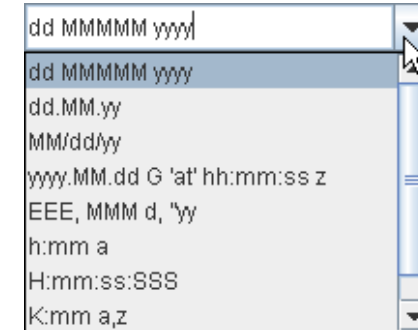 dd MMMMM yyyy
dd MMMMM yyyy
dd.MM.yy
MM/dd/yy
yyyy.MM.dd G 'at' hh:mm:ss z
EEE, MMM d, ''yy
h:mm a
H:mm:ss:SSS
K:mm a,z